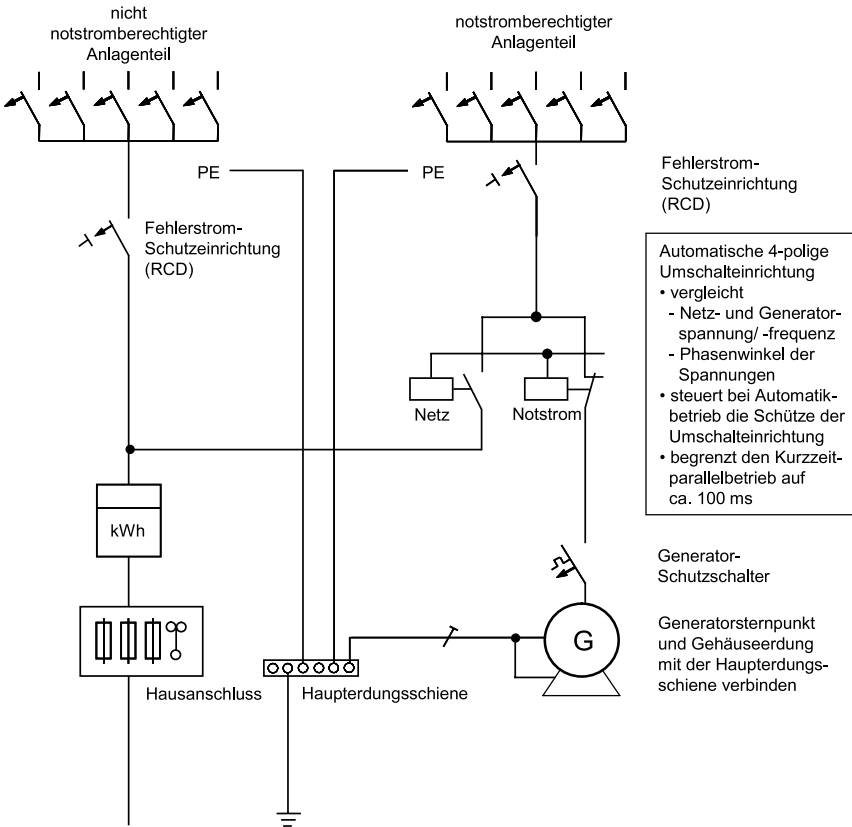 nicht
notstromberechtigter
Anlagenteil
notstromberechtigter
Anlagenteil
PE
PE
Fehlerstrom-
Schutzeinrichtung
(RCD)
Fehlerstrom-
Schutzeinrichtung
(RCD)
Automatische 4-polige
Umschalteinrichtung
• vergleicht
- Netz- und Generator-
spannung/ -frequenz
- Phasenwinkel der
Spannungen
• steuert bei Automatik-
betrieb die Schütze der
Umschalteinrichtung
• begrenzt den Kurzzeit-
parallelbetrieb auf
ca. 100 ms
Netz
Notstrom
kWh
Generator-
Schutzschalter
G
Generatorsternpunkt
und Gehäuseerdung
mit der Haupterdungs-
schiene verbinden
Hausanschluss
Haupterdungsschiene